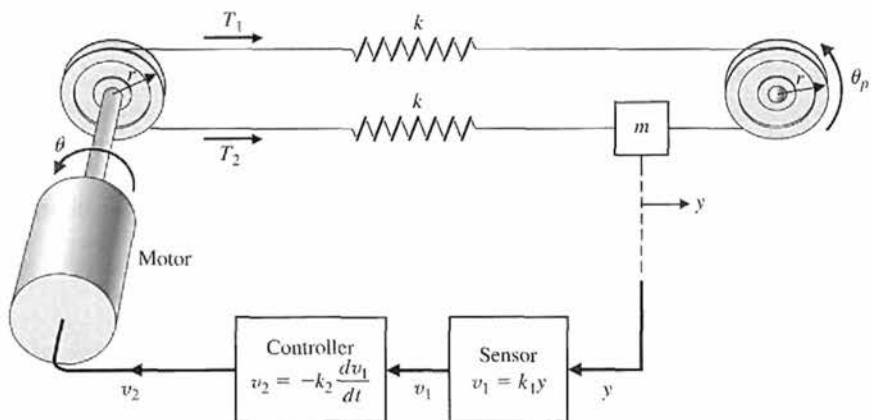 T₁
k
r
k
T₂
m
r
θₚ
θ
y
Motor
Controller
v₂ = −k₂ dv₁/dt
Sensor
v₁ = k₁y
v₂
v₁
y